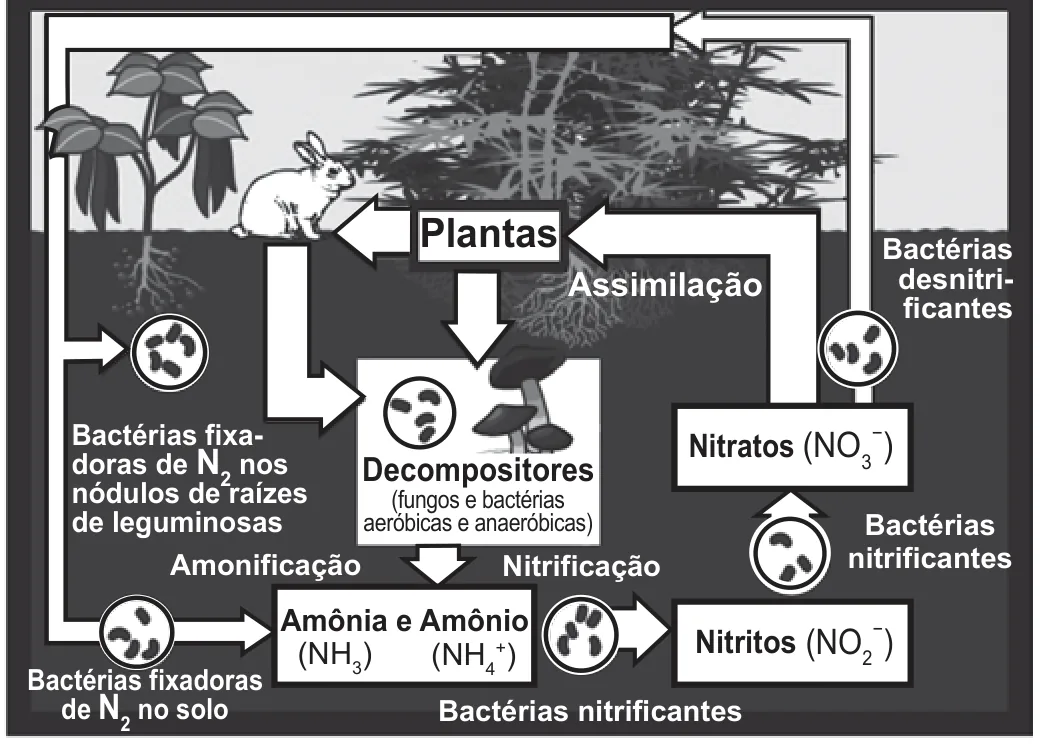 Plantas
Assimilação
Bactérias
desnitri-
ficantes
Bactérias fixa-
doras de N₂ nos
nódulos de raízes
de leguminosas
Decompositores
(fungos e bactérias
aeróbicas e anaeróbicas)
Nitratos (NO₃⁻)
Bactérias
nitrificantes
Amonificação
Nitrificação
Amônia e Amônio
(NH₃) (NH₄⁺)
Nitritos (NO₂⁻)
Bactérias fixadoras
de N₂ no solo
Bactérias nitrificantes